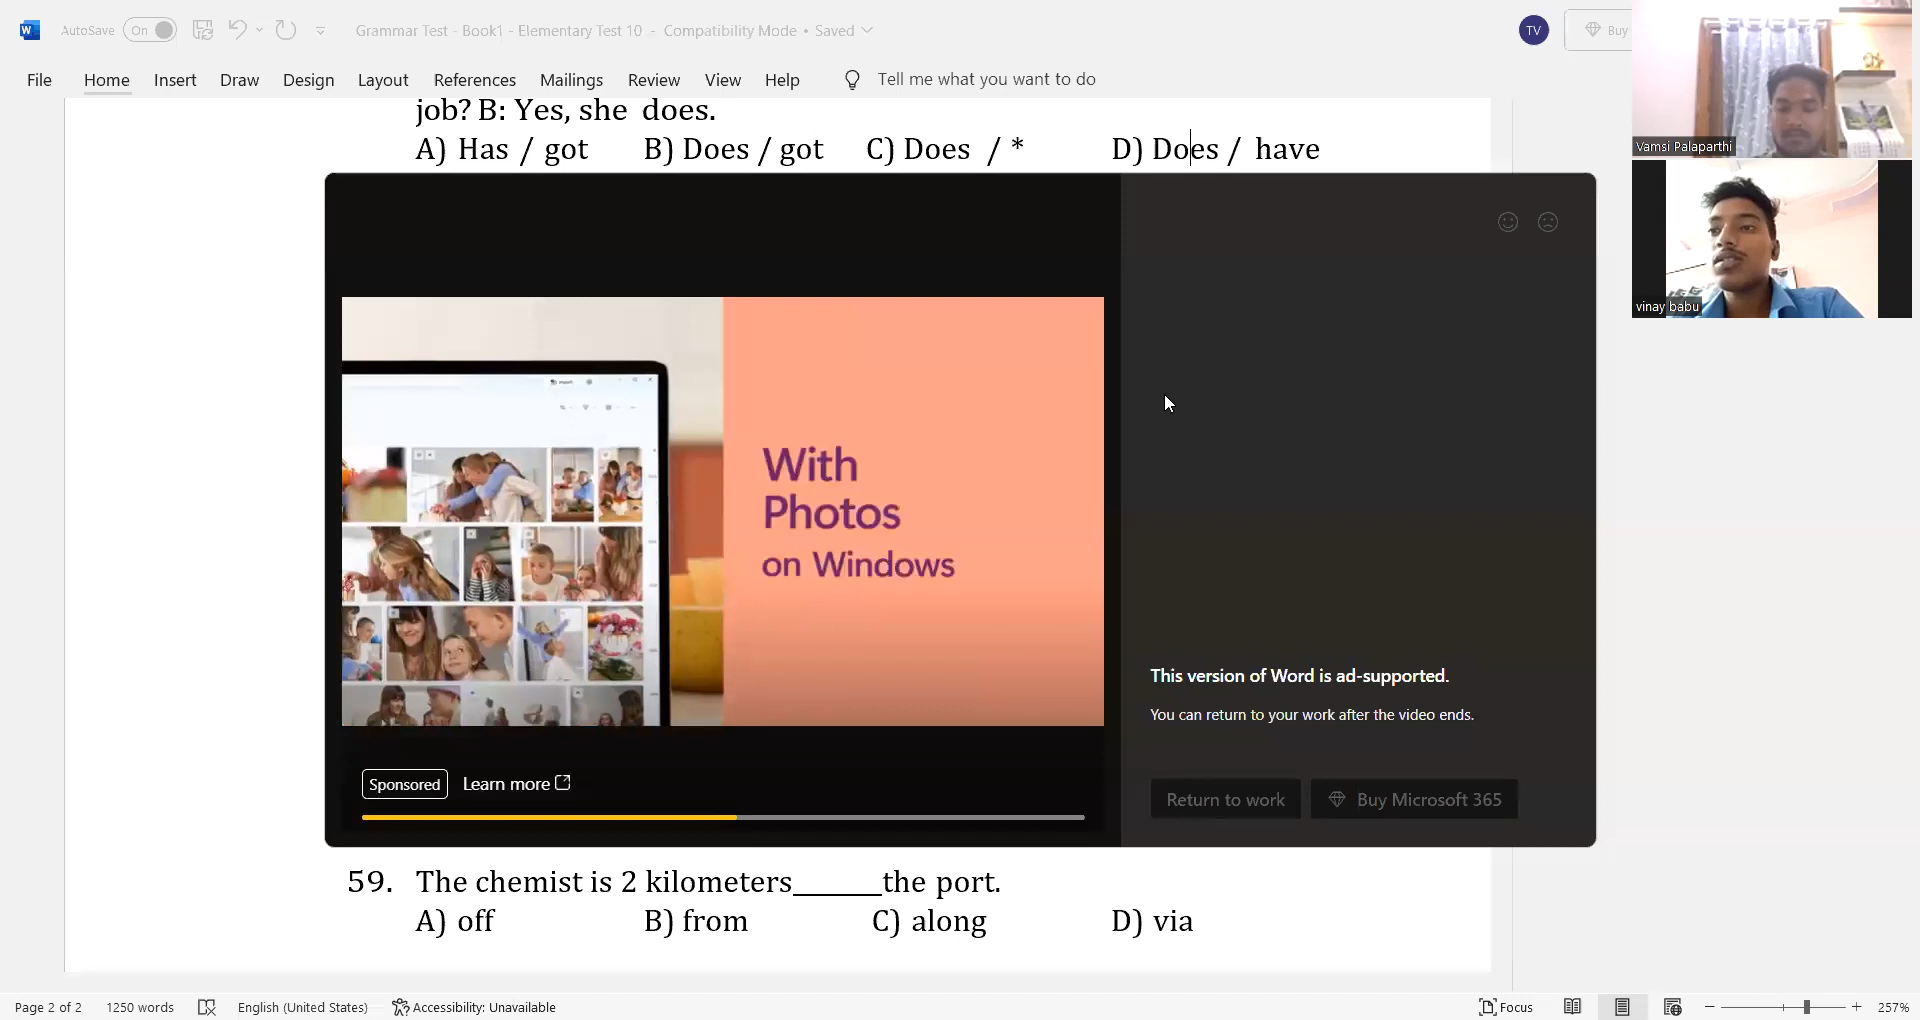 AutoSave On
Grammar Test - Book1 - Elementary Test 10 - Compatibility Mode • Saved
TV
Buy
File Home Insert Draw Design Layout References Mailings Review View Help Tell me what you want to do
job? B: Yes, she does.
A) Has / got B) Does / got C) Does / * D) Does / have
Vamsi Palaparthi
vinay babu
With
Photos
on Windows
This version of Word is ad-supported.
You can return to your work after the video ends.
Sponsored Learn more
Return to work Buy Microsoft 365
59. The chemist is 2 kilometers______the port.
A) off B) from C) along D) via
Page 2 of 2 1250 words English (United States) Accessibility: Unavailable Focus 257%